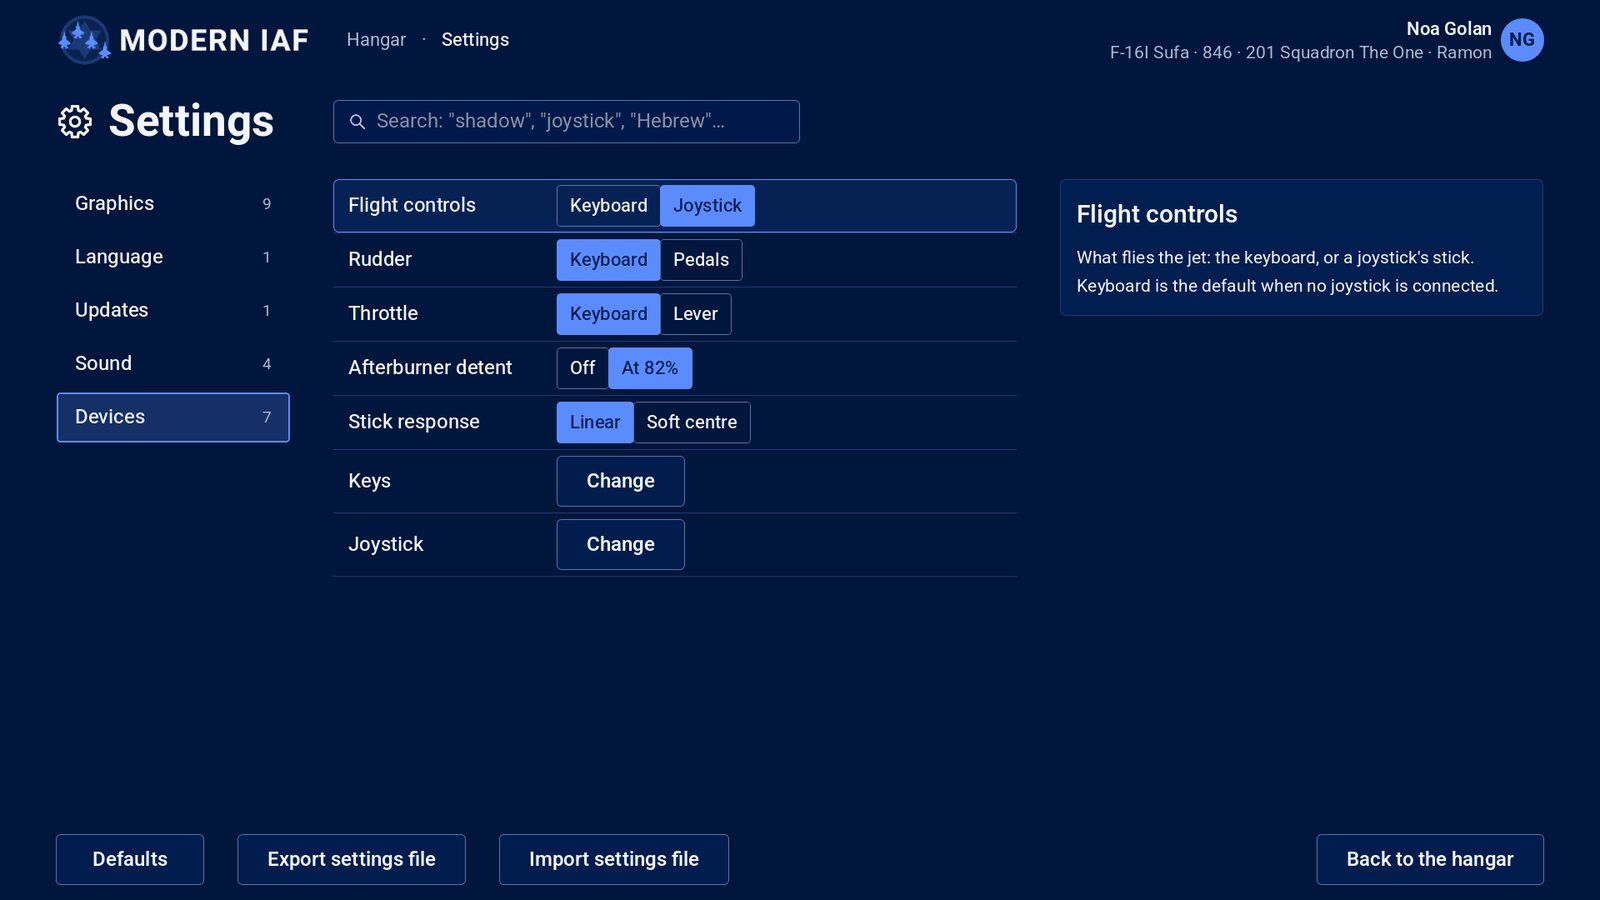 MODERN IAF
Hangar · Settings
Noa Golan
F-16I Sufa · 846 · 201 Squadron The One · Ramon
NG
Settings
Search: "shadow", "joystick", "Hebrew"...
Graphics 9
Language 1
Updates 1
Sound 4
Devices 7
Flight controls Keyboard Joystick
Rudder Keyboard Pedals
Throttle Keyboard Lever
Afterburner detent Off At 82%
Stick response Linear Soft centre
Keys Change
Joystick Change
Flight controls
What flies the jet: the keyboard, or a joystick's stick.
Keyboard is the default when no joystick is connected.
Defaults
Export settings file
Import settings file
Back to the hangar